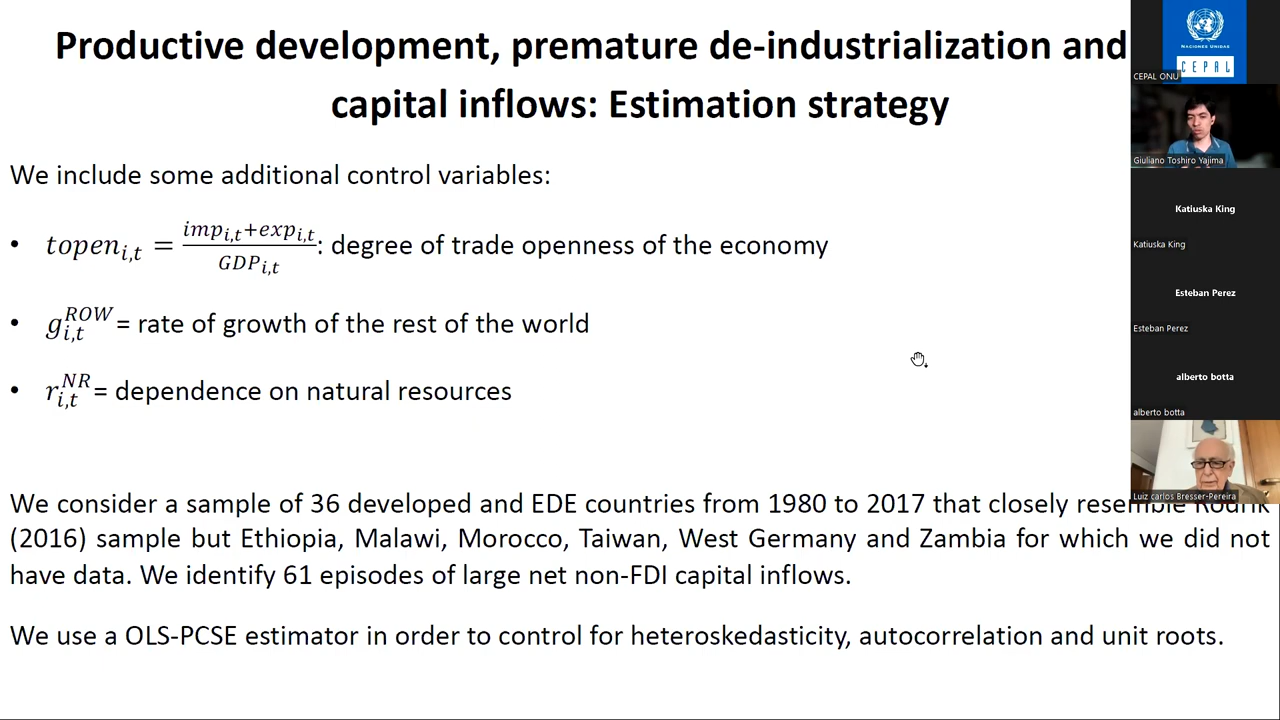 Productive development, premature de-industrialization and
capital inflows: Estimation strategy
We include some additional control variables:
• topen_{i,t} = \frac{imp_{i,t}+exp_{i,t}}{GDP_{i,t}}: degree of trade openness of the economy
• g_{i,t}^{ROW} = rate of growth of the rest of the world
• r_{i,t}^{NR} = dependence on natural resources
We consider a sample of 36 developed and EDE countries from 1980 to 2017 that closely resemble Rodrik
(2016) sample but Ethiopia, Malawi, Morocco, Taiwan, West Germany and Zambia for which we did not
have data. We identify 61 episodes of large net non-FDI capital inflows.
We use a OLS-PCSE estimator in order to control for heteroskedasticity, autocorrelation and unit roots.
NACIONES UNIDAS
CEPAL
CEPAL ONU
Giuliano Toshiro Yajima
Katiuska King
Katiuska King
Esteban Perez
Esteban Perez
alberto botta
alberto botta
Luiz carlos Bresser-Pereira